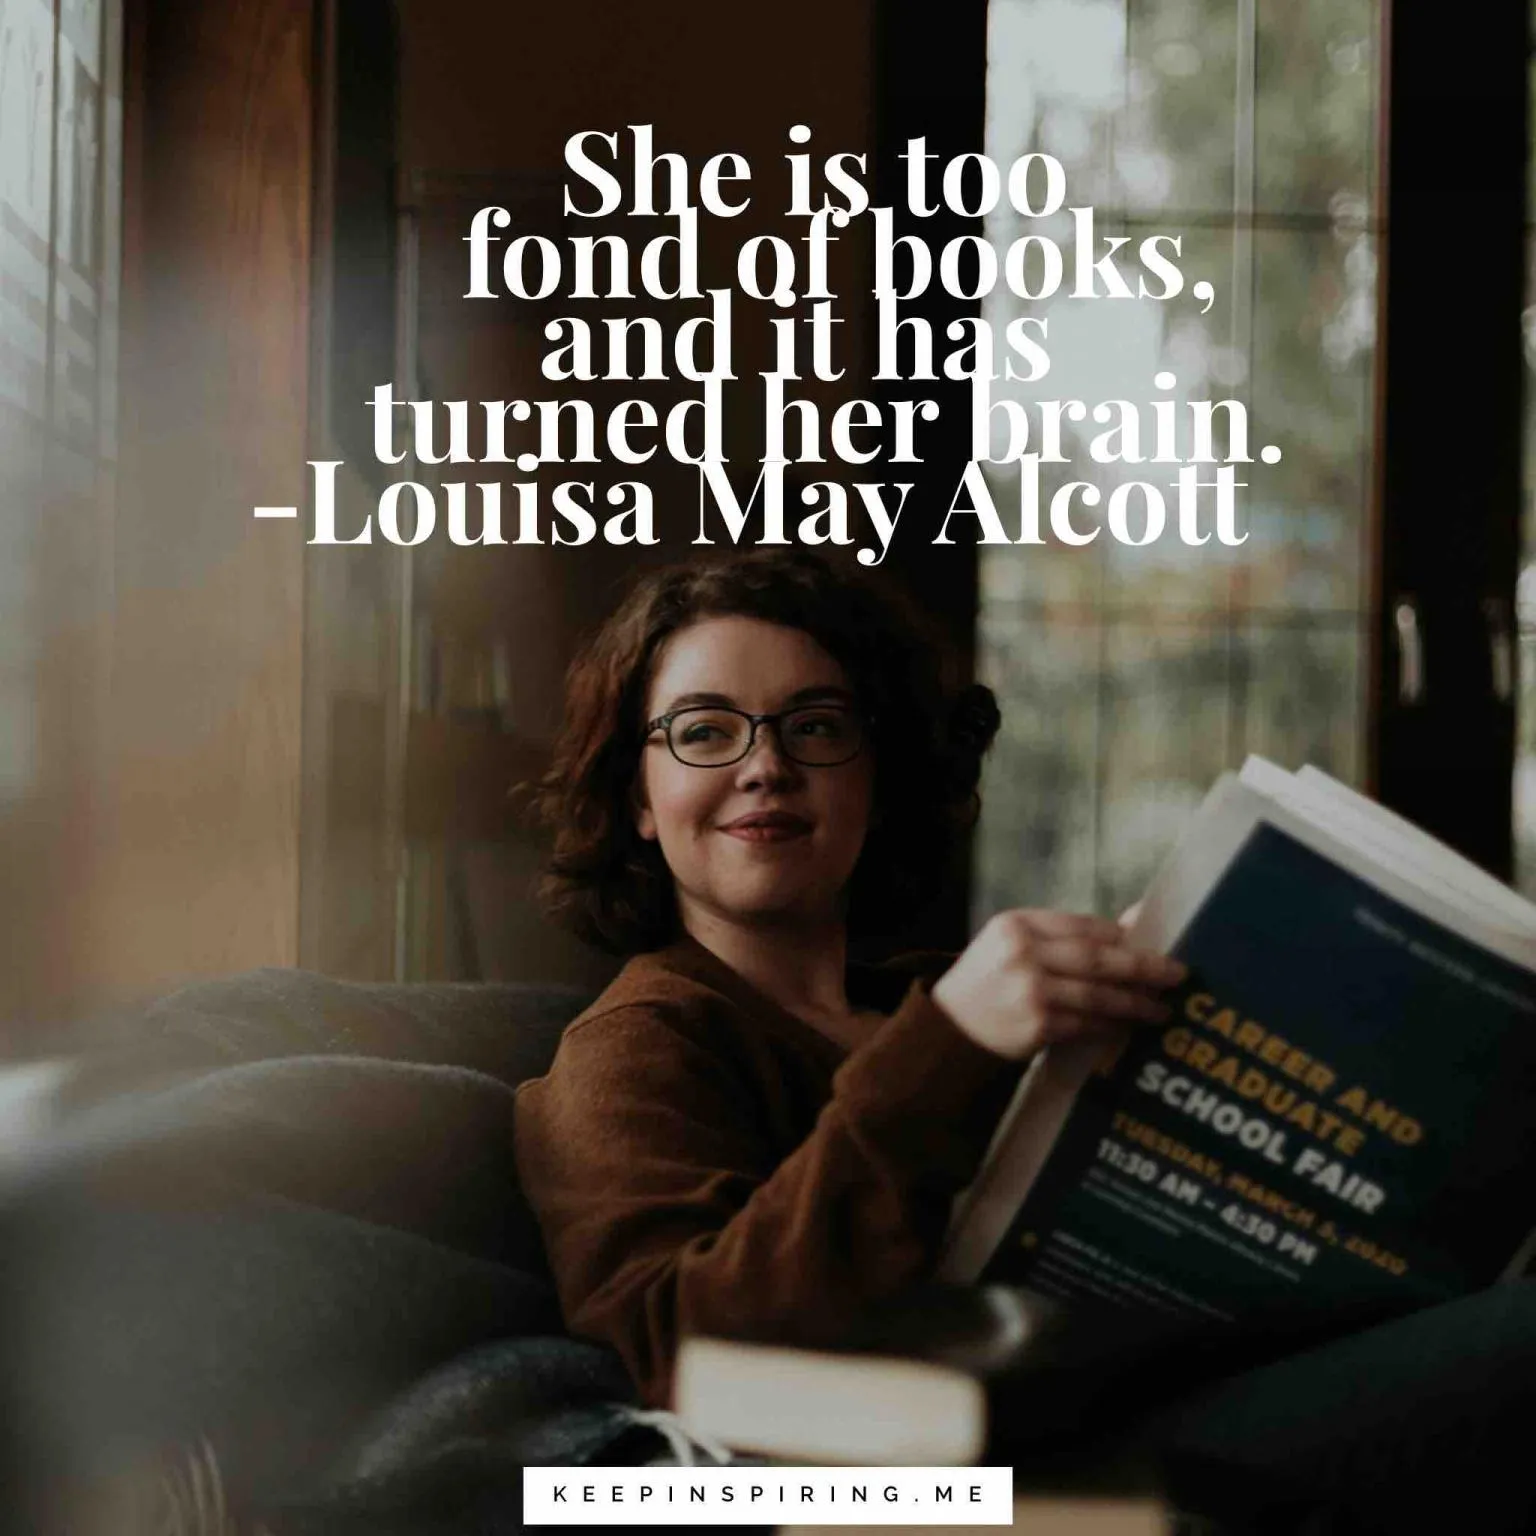 She is too
fond of books,
and it has
turned her brain.
-Louisa May Alcott
CAREER AND
GRADUATE
SCHOOL FAIR
TUESDAY, MARCH 3, 2020
11:30 AM - 4:30 PM
KEEPINSPIRING.ME